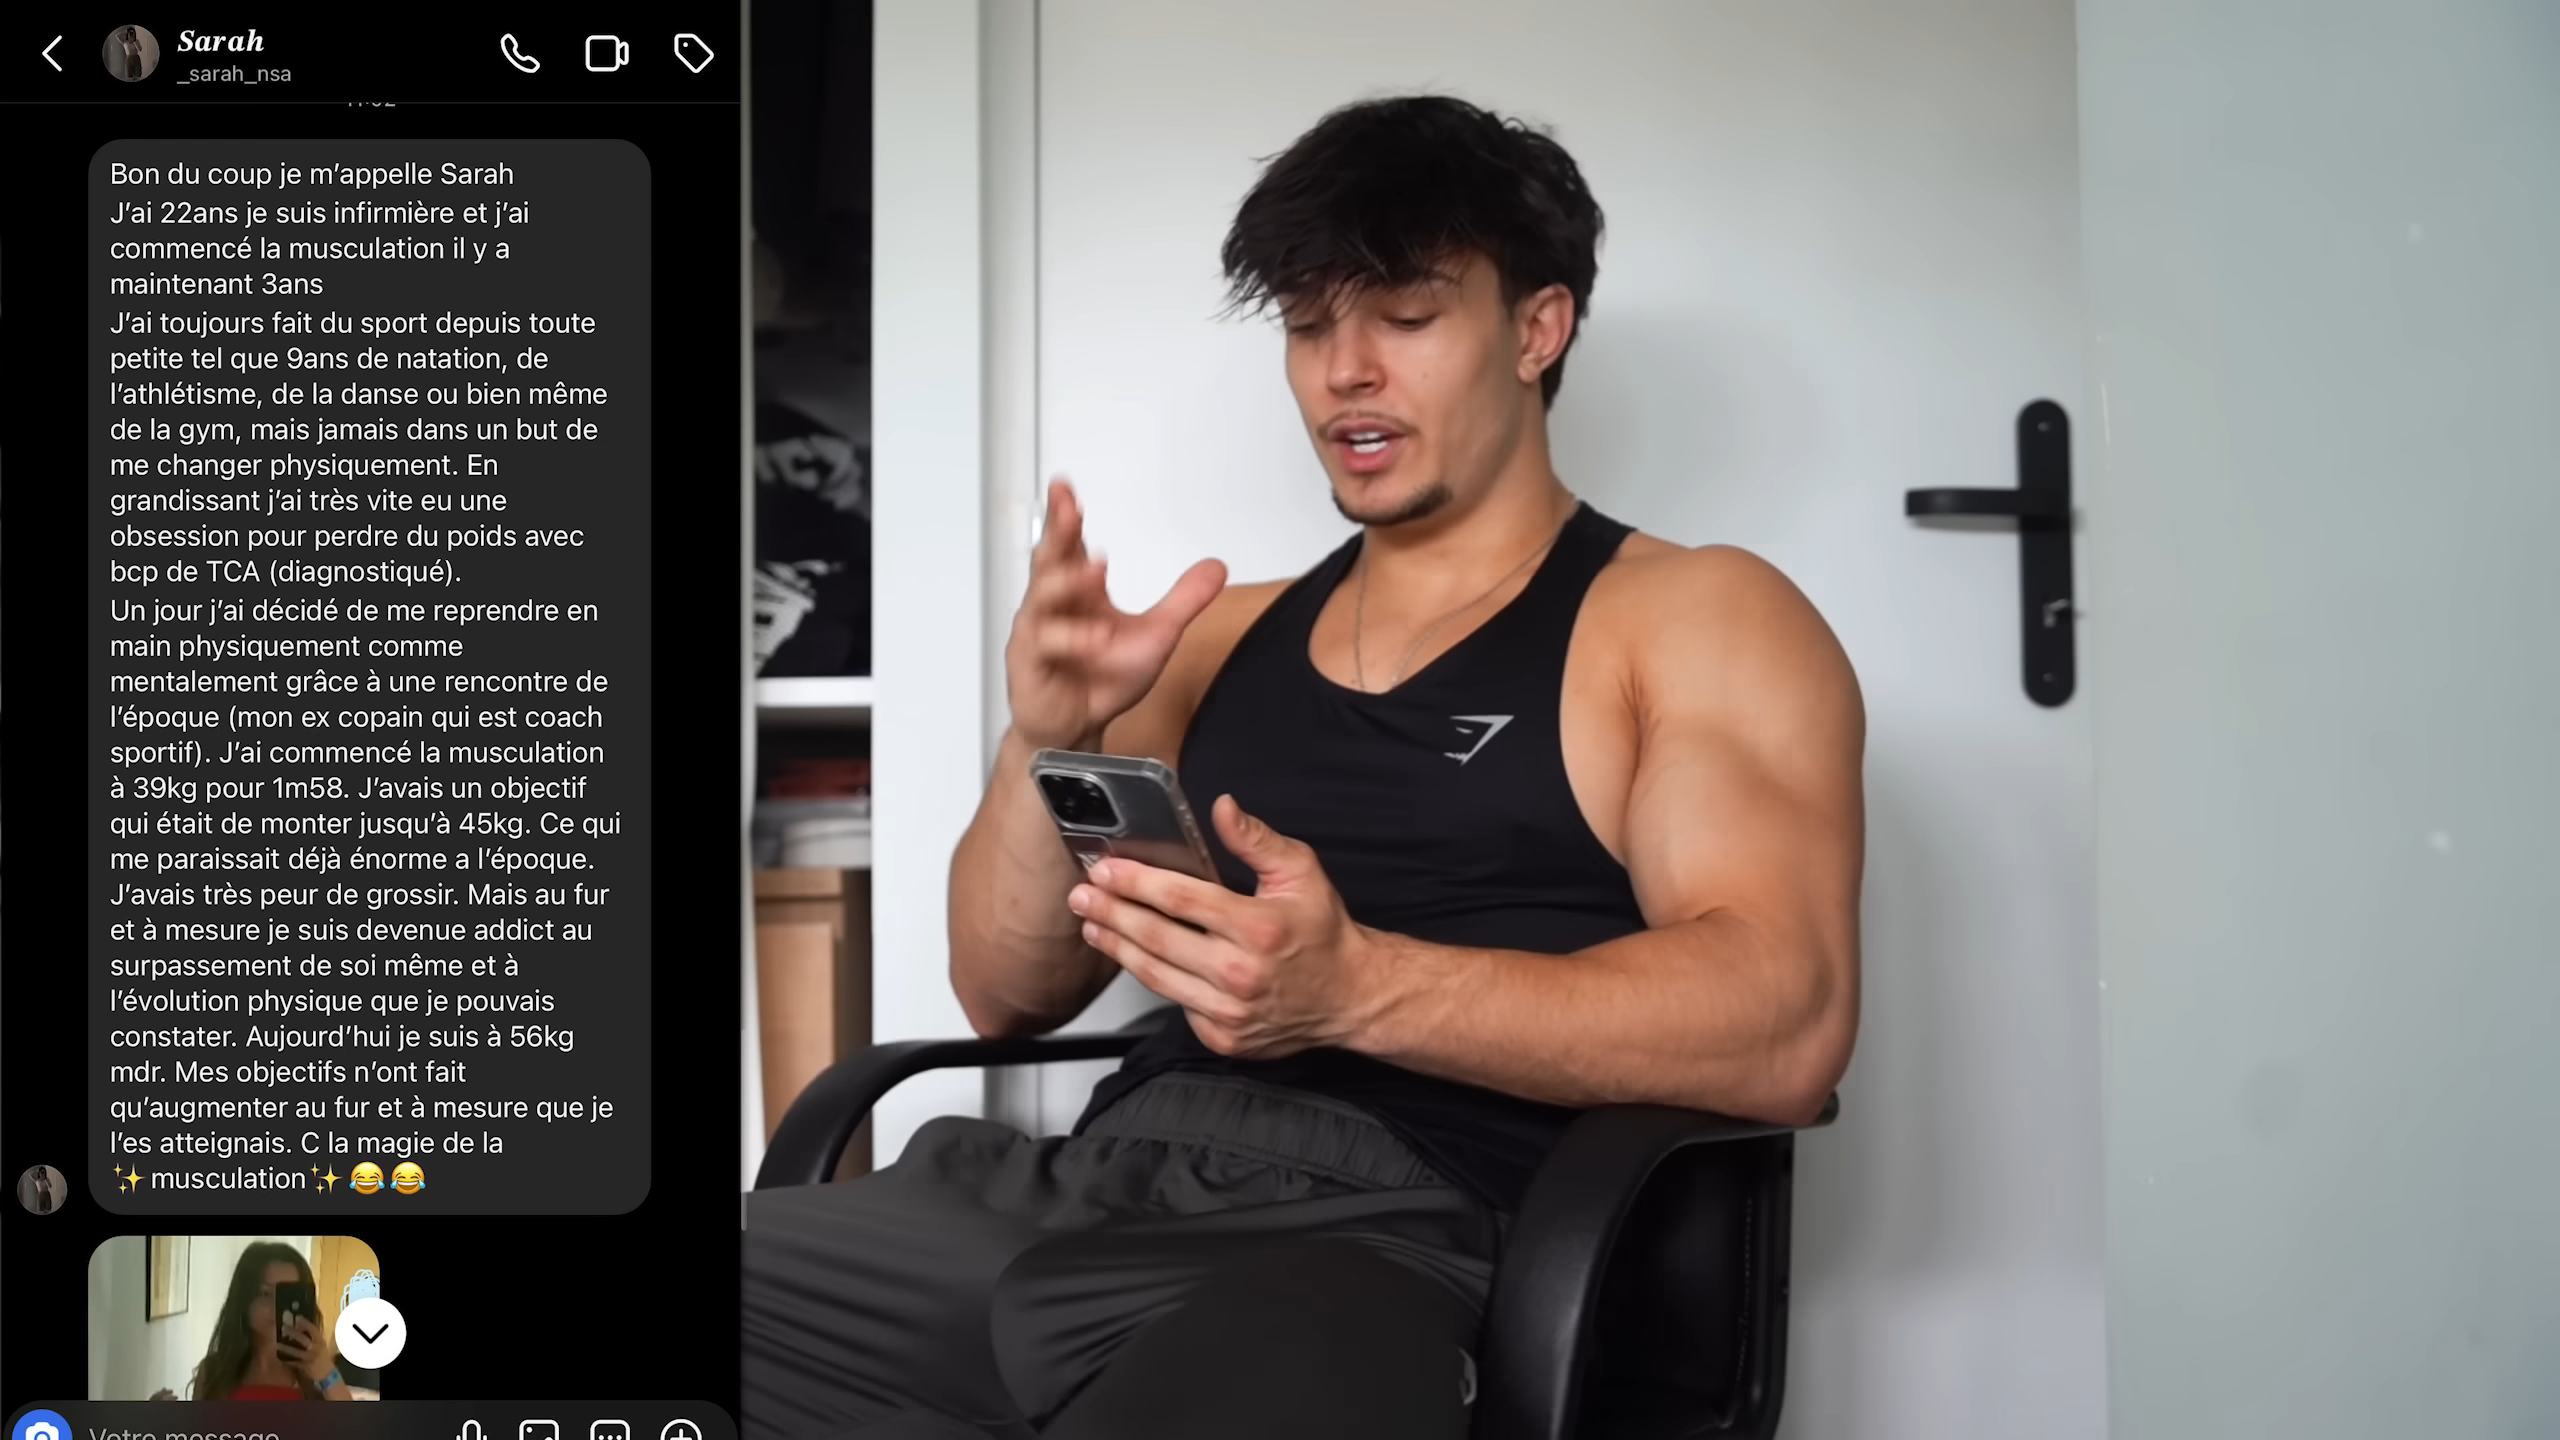 Sarah
_sarah_nsa
Bon du coup je m’appelle Sarah
J’ai 22ans je suis infirmière et j’ai
commencé la musculation il y a
maintenant 3ans
J’ai toujours fait du sport depuis toute
petite tel que 9ans de natation, de
l’athlétisme, de la danse ou bien même
de la gym, mais jamais dans un but de
me changer physiquement. En
grandissant j’ai très vite eu une
obsession pour perdre du poids avec
bcp de TCA (diagnostiqué).
Un jour j’ai décidé de me reprendre en
main physiquement comme
mentalement grâce à une rencontre de
l’époque (mon ex copain qui est coach
sportif). J’ai commencé la musculation
à 39kg pour 1m58. J’avais un objectif
qui était de monter jusqu’à 45kg. Ce qui
me paraissait déjà énorme a l’époque.
J’avais très peur de grossir. Mais au fur
et à mesure je suis devenue addict au
surpassement de soi même et à
l’évolution physique que je pouvais
constater. Aujourd’hui je suis à 56kg
mdr. Mes objectifs n’ont fait
qu’augmenter au fur et à mesure que je
l’es atteignais. C la magie de la
✨musculation✨😂😂
Votre message